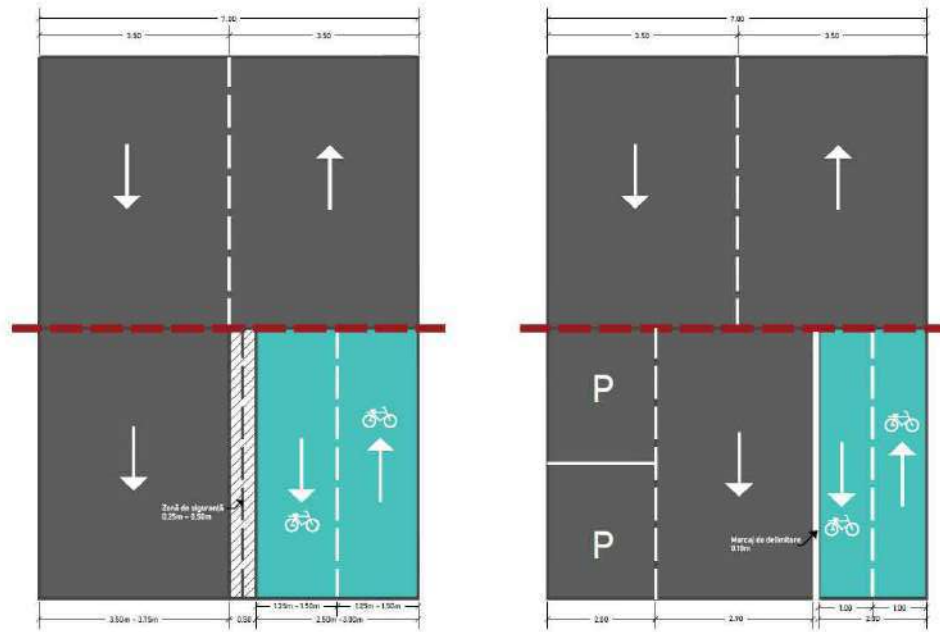 7.00
3.50
3.50
Zonă de siguranță
0.25m - 0.50m
1.25m - 1.50m
1.25m - 1.50m
3.50m - 2.75m
0.50
2.50m - 3.00m
7.00
3.50
3.50
P
P
Marcaj de delimitare
0.10m
1.00
1.00
2.00
2.90
2.00